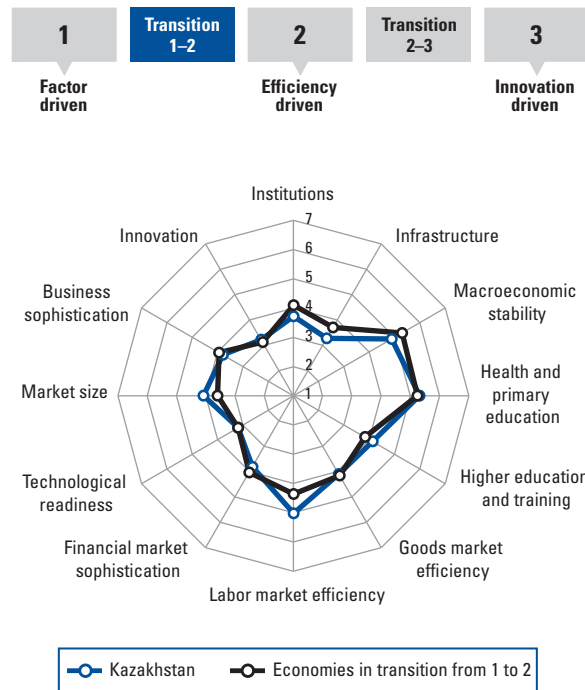 1
Transition
1–2
2
Transition
2–3
3
Factor
driven
Efficiency
driven
Innovation
driven
Institutions
7
Innovation
Infrastructure
6
5
Business
sophistication
Macroeconomic
stability
4
3
2
Market size
1
Health and
primary
education
Technological
readiness
Higher education
and training
Financial market
sophistication
Goods market
efficiency
Labor market efficiency
Kazakhstan
Economies in transition from 1 to 2